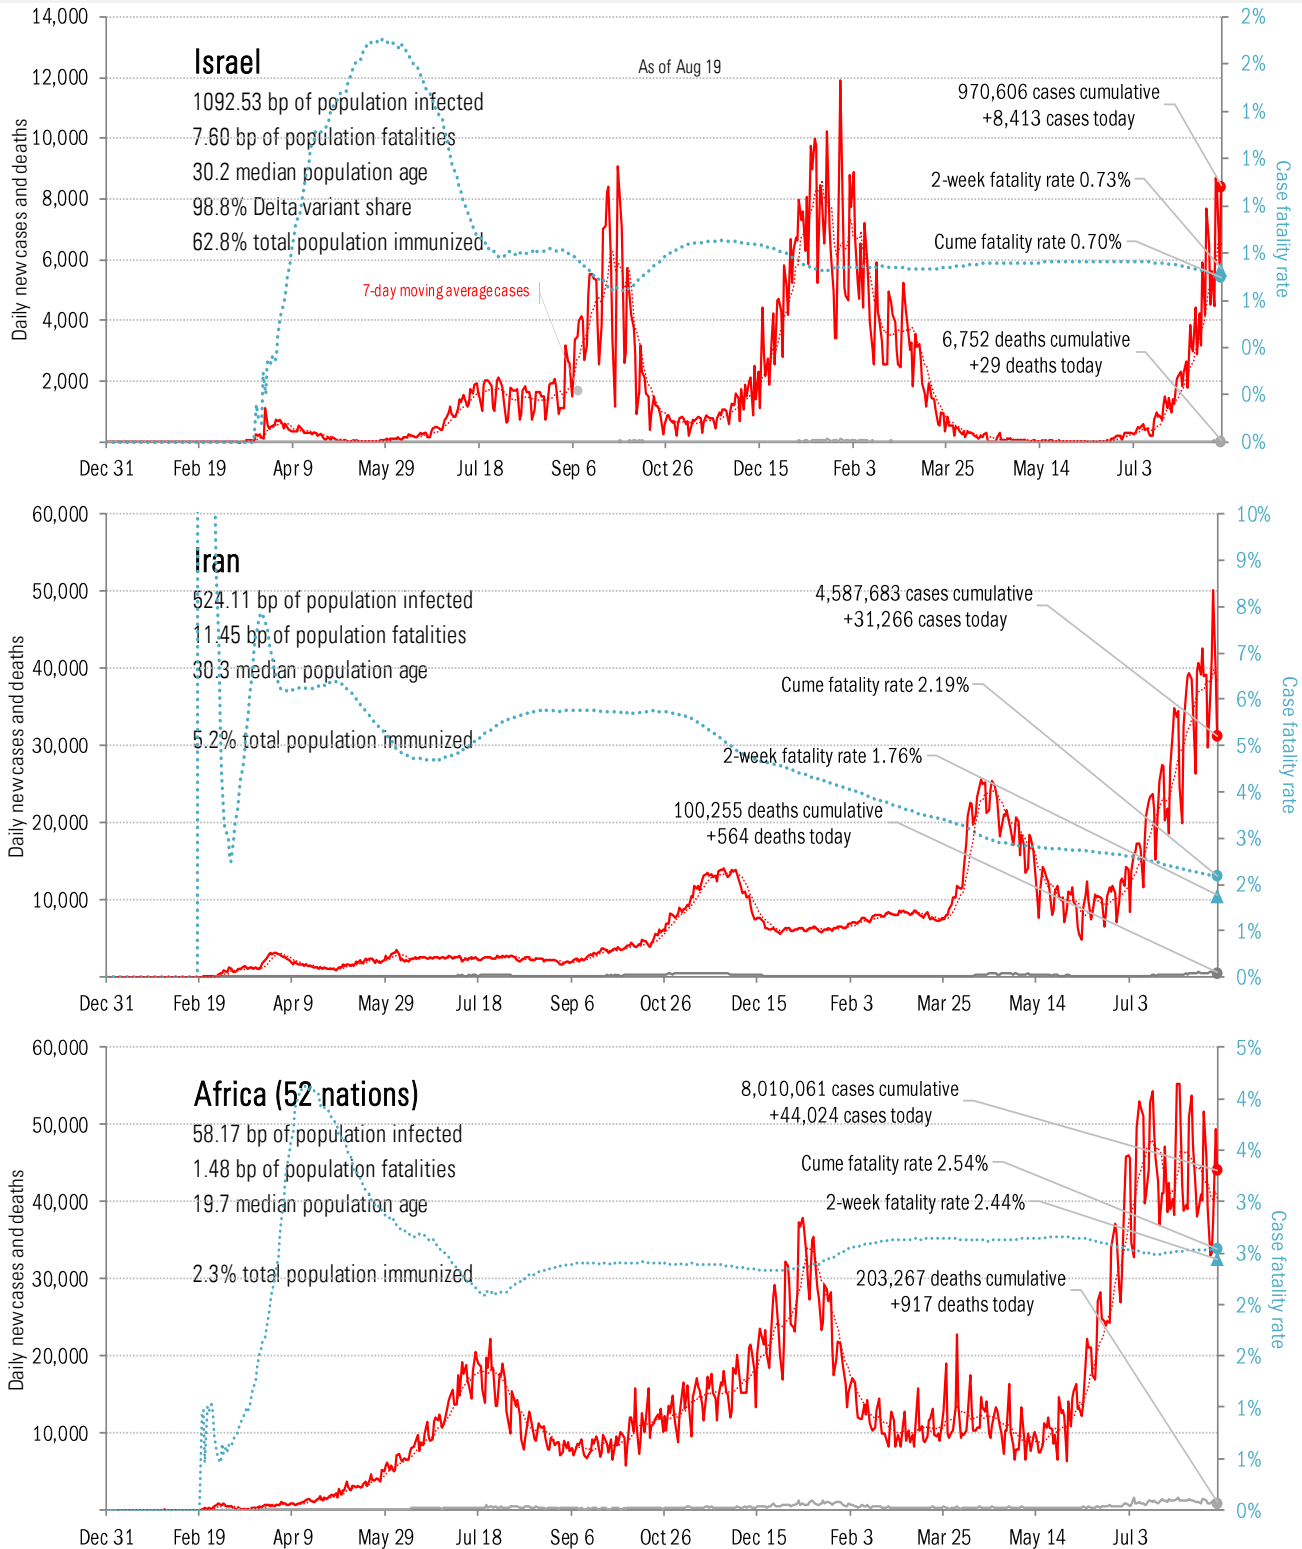 14,000
12,000
10,000
8,000
6,000
4,000
2,000
Daily new cases and deaths
Israel
1092.53 bp of population infected
7.60 bp of population fatalities
30.2 median population age
98.8% Delta variant share
62.8% total population immunized
7-day moving average cases
As of Aug 19
970,606 cases cumulative
+8,413 cases today
2-week fatality rate 0.73%
Cume fatality rate 0.70%
6,752 deaths cumulative
+29 deaths today
2%
2%
1%
1%
1%
1%
1%
0%
0%
0%
Case fatality rate
Dec 31 Feb 19 Apr 9 May 29 Jul 18 Sep 6 Oct 26 Dec 15 Feb 3 Mar 25 May 14 Jul 3
60,000
50,000
40,000
30,000
20,000
10,000
Daily new cases and deaths
Iran
524.11 bp of population infected
11.45 bp of population fatalities
30.3 median population age
5.2% total population immunized
4,587,683 cases cumulative
+31,266 cases today
Cume fatality rate 2.19%
2-week fatality rate 1.76%
100,255 deaths cumulative
+564 deaths today
10%
9%
8%
7%
6%
5%
4%
3%
2%
1%
0%
Case fatality rate
Dec 31 Feb 19 Apr 9 May 29 Jul 18 Sep 6 Oct 26 Dec 15 Feb 3 Mar 25 May 14 Jul 3
60,000
50,000
40,000
30,000
20,000
10,000
Daily new cases and deaths
Africa (52 nations)
58.17 bp of population infected
1.48 bp of population fatalities
19.7 median population age
2.3% total population immunized
8,010,061 cases cumulative
+44,024 cases today
Cume fatality rate 2.54%
2-week fatality rate 2.44%
203,267 deaths cumulative
+917 deaths today
5%
4%
4%
3%
3%
2%
2%
1%
1%
0%
Case fatality rate
Dec 31 Feb 19 Apr 9 May 29 Jul 18 Sep 6 Oct 26 Dec 15 Feb 3 Mar 25 May 14 Jul 3